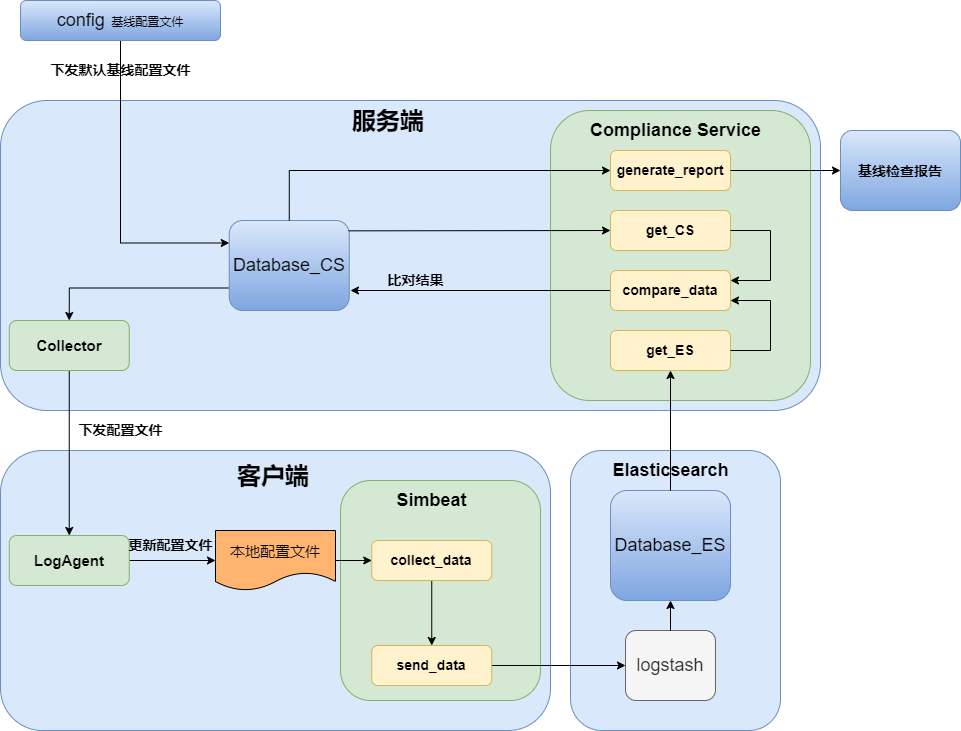 config 基线配置文件
下发默认基线配置文件
服务端
Compliance Service
generate_report
基线检查报告
get_CS
Database_CS
比对结果
compare_data
Collector
get_ES
下发配置文件
客户端
Elasticsearch
Simbeat
更新配置文件
本地配置文件
Database_ES
LogAgent
collect_data
send_data
logstash